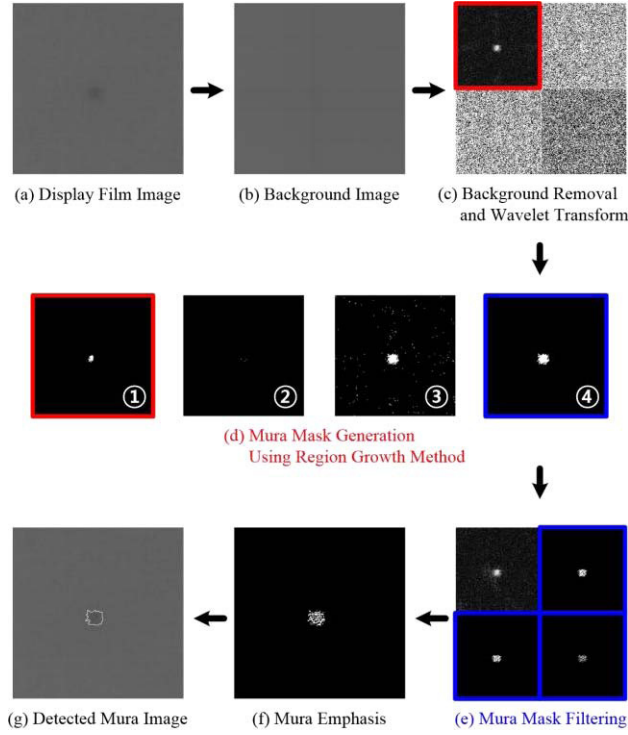 (a) Display Film Image
(b) Background Image
(c) Background Removal
and Wavelet Transform
①
②
③
④
(d) Mura Mask Generation
Using Region Growth Method
(g) Detected Mura Image
(f) Mura Emphasis
(e) Mura Mask Filtering